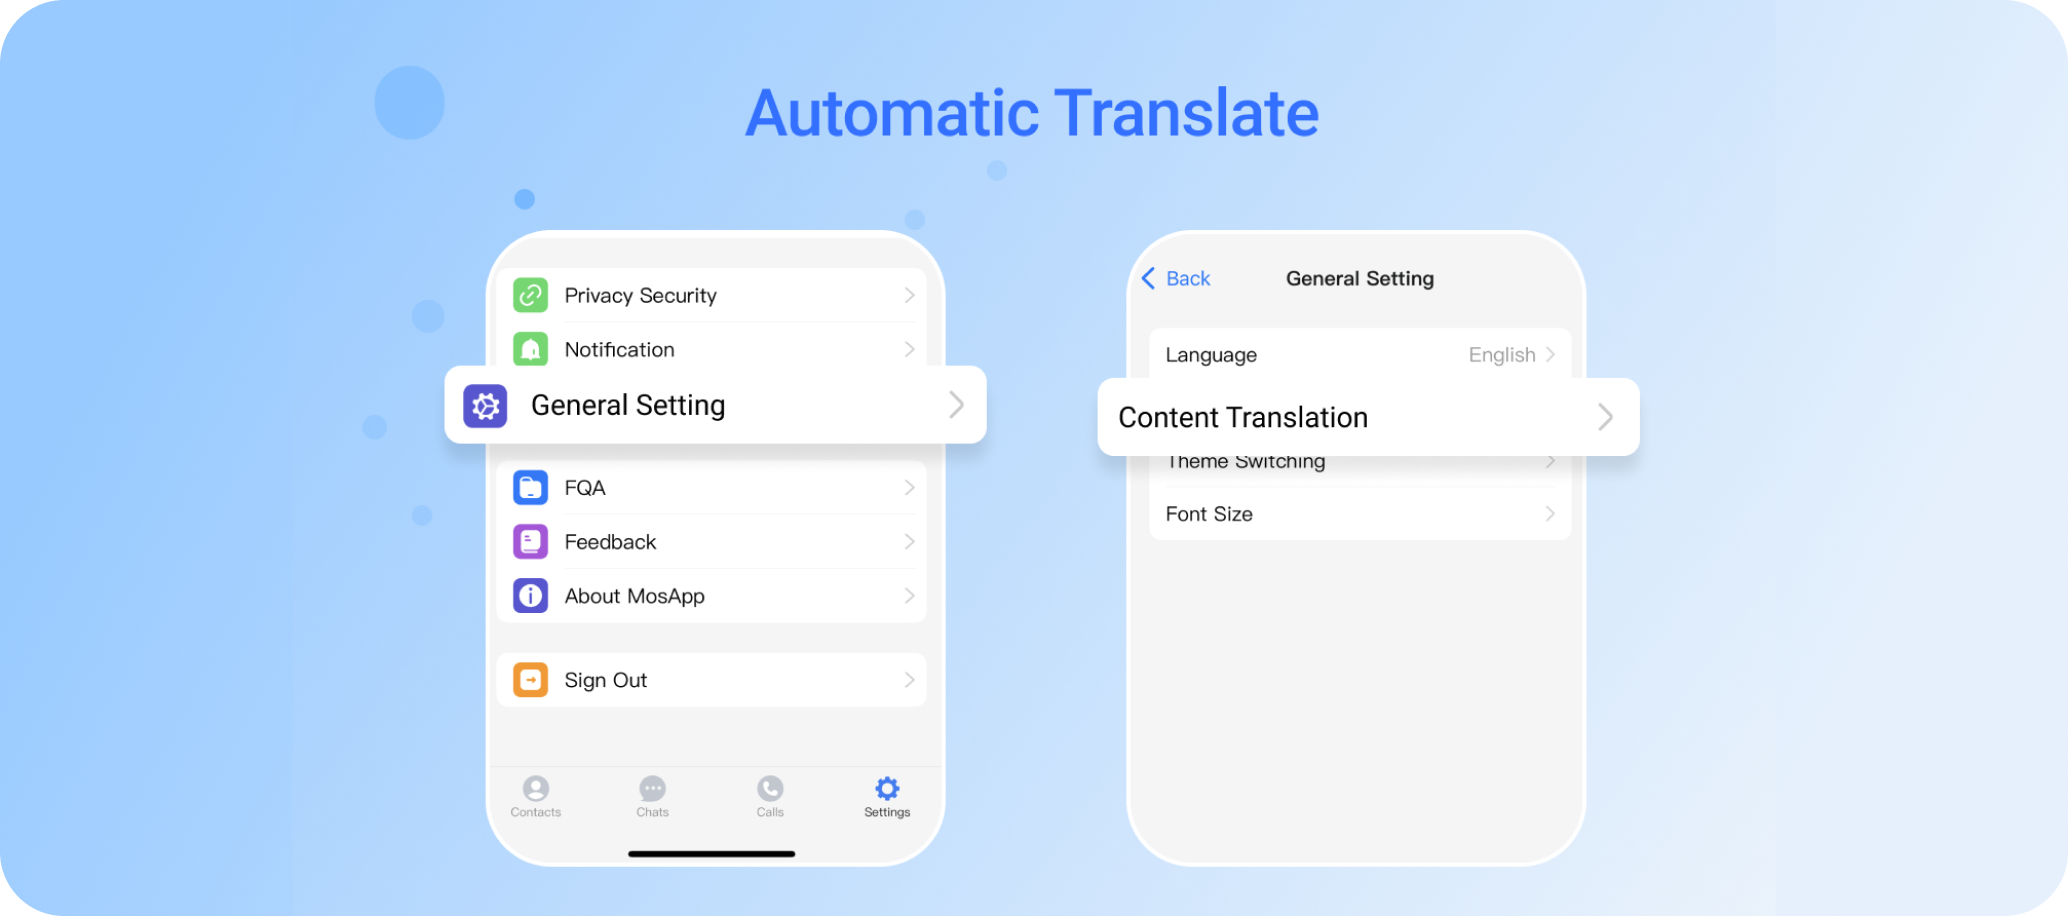 Automatic Translate
Privacy Security
Notification
General Setting
FQA
Feedback
About MosApp
Sign Out
Contacts
Chats
Calls
Settings
Back
General Setting
Language
English
Content Translation
Theme Switching
Font Size